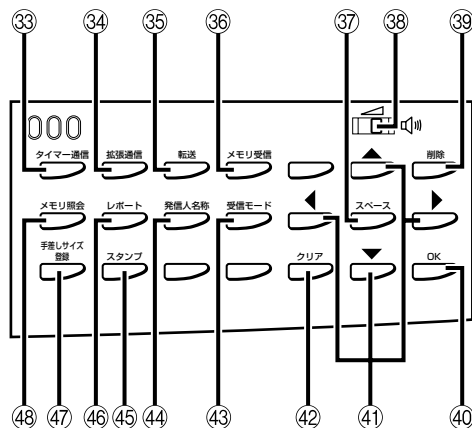 33 34 35 36 37 38 39
000
タイマー通信 拡張通信 転送 メモリ受信 削除
メモリ照会 レポート 発信人名称 受信モード スペース
手差しサイズ
登録 スタンプ クリア OK
48 47 46 45 44 43 42 41 40